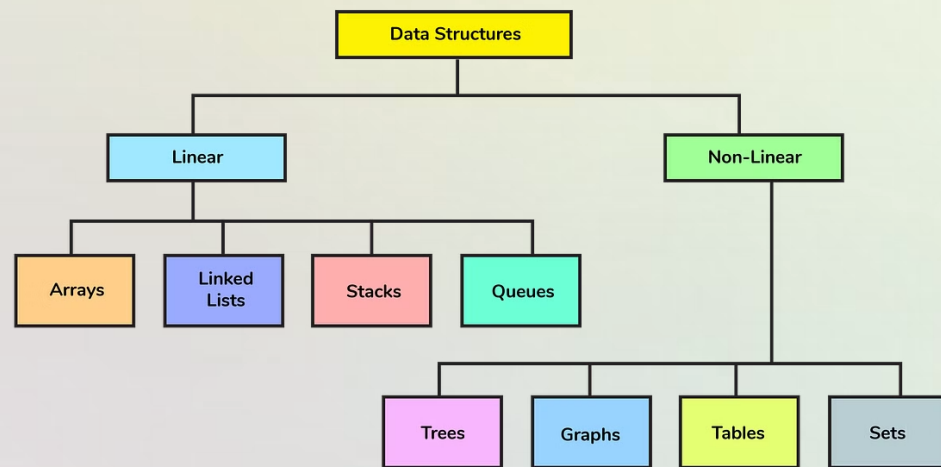 Data Structures
Linear
Non-Linear
Arrays
Linked
Lists
Stacks
Queues
Trees
Graphs
Tables
Sets